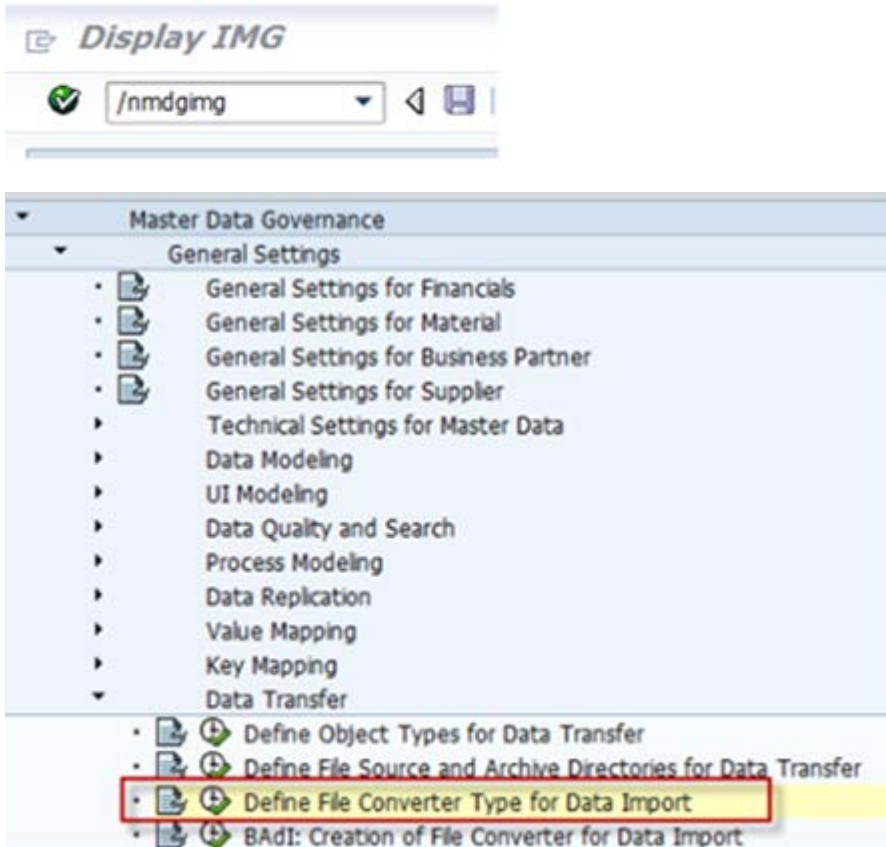 Display IMG
/nmdgimg
Master Data Governance
General Settings
General Settings for Financials
General Settings for Material
General Settings for Business Partner
General Settings for Supplier
Technical Settings for Master Data
Data Modeling
UI Modeling
Data Quality and Search
Process Modeling
Data Replication
Value Mapping
Key Mapping
Data Transfer
Define Object Types for Data Transfer
Define File Source and Archive Directories for Data Transfer
Define File Converter Type for Data Import
BAdI: Creation of File Converter for Data Import